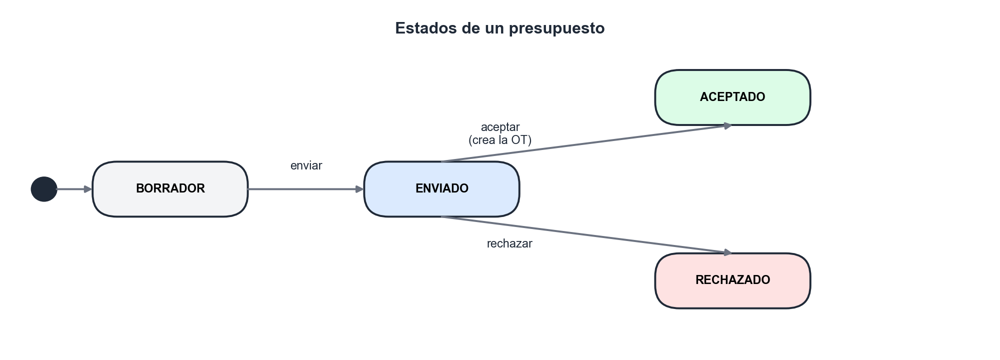 Estados de un presupuesto
ACEPTADO
aceptar
(crea la OT)
enviar
BORRADOR
ENVIADO
rechazar
RECHAZADO